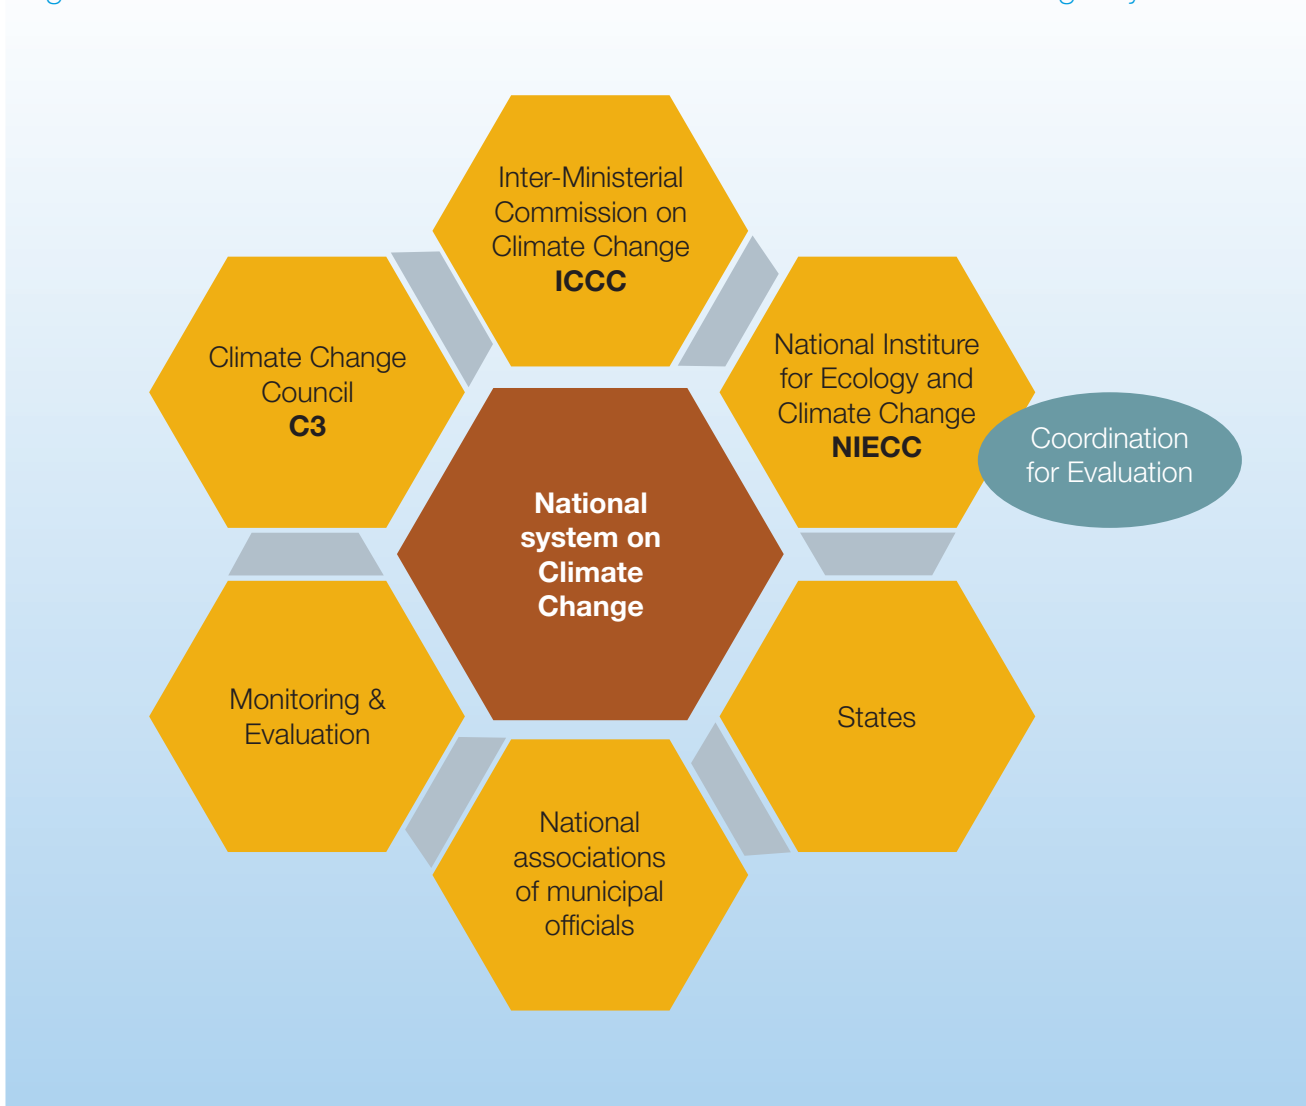 Inter-Ministerial
Commission on
Climate Change
ICCC
Climate Change
Council
C3
National Institure
for Ecology and
Climate Change
NIECC
Coordination
for Evaluation
National
system on
Climate
Change
Monitoring &
Evaluation
States
National
associations
of municipal
officials